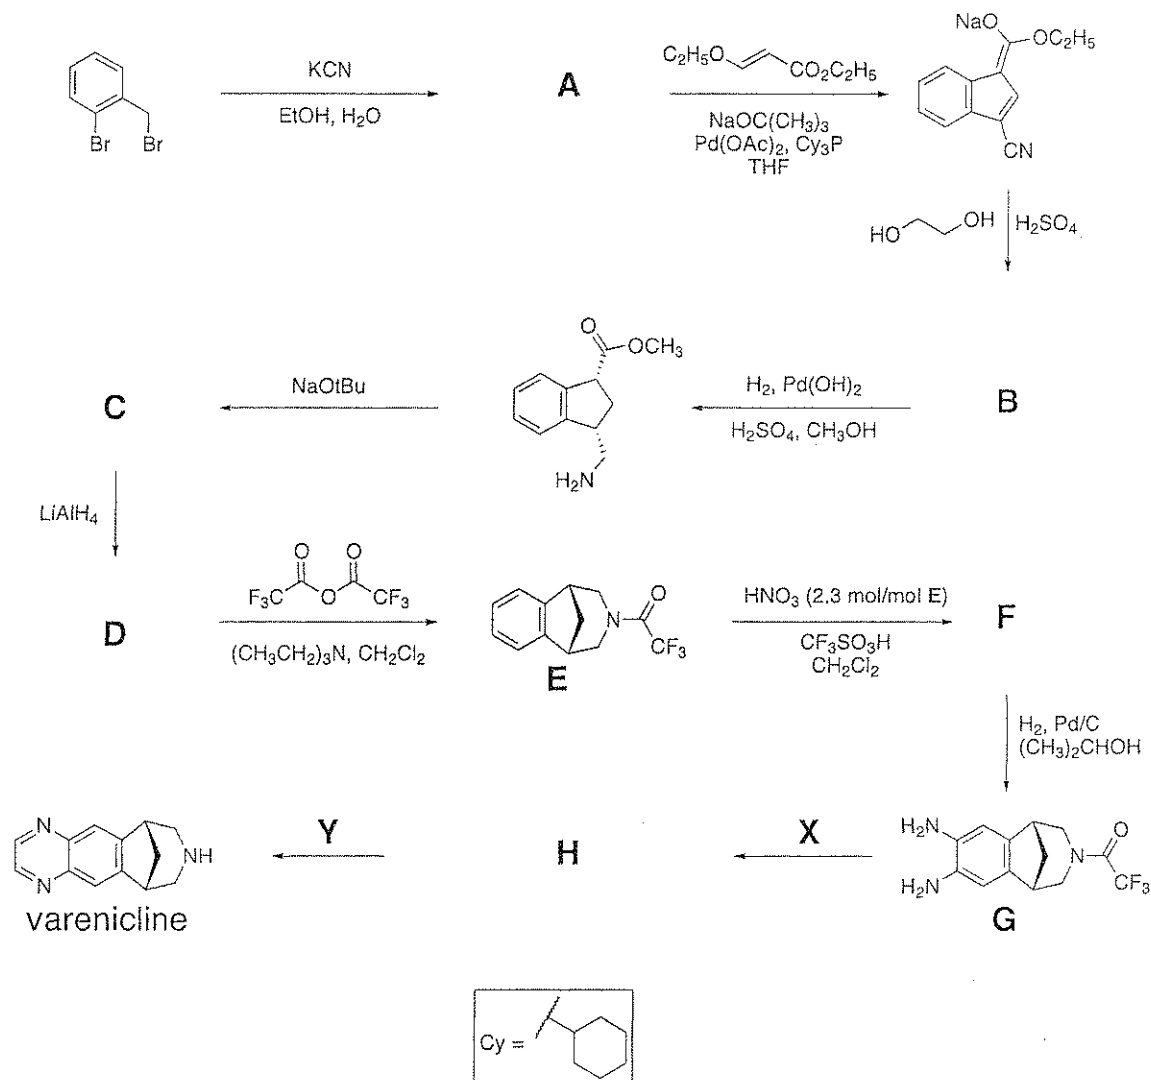 KCN
EtOH, H2O
Br
Br
A
C2H5O
CO2C2H5
NaOC(CH3)3
Pd(OAc)2, Cy3P
THF
NaO
OC2H5
CN
HO
OH
H2SO4
B
H2, Pd(OH)2
H2SO4, CH3OH
O
OCH3
H2N
NaOtBu
C
LiAlH4
D
O
O
F3C
O
CF3
(CH3CH2)3N, CH2Cl2
O
N
CF3
E
HNO3 (2,3 mol/mol E)
CF3SO3H
CH2Cl2
F
H2, Pd/C
(CH3)2CHOH
H2N
H2N
O
N
CF3
G
X
H
Y
N
N
NH
varenicline
Cy =